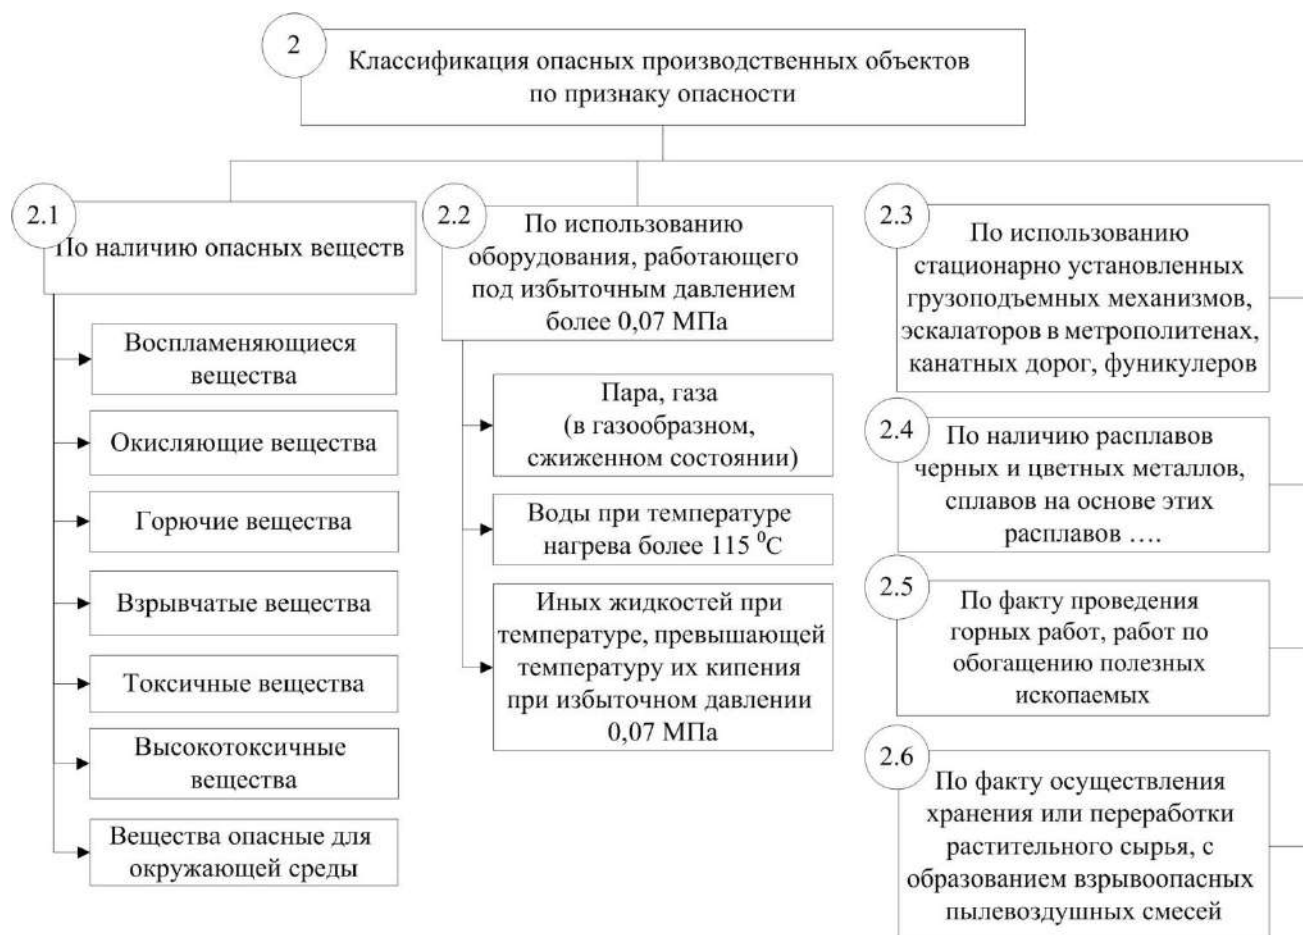 2
Классификация опасных производственных объектов
по признаку опасности
2.1
По наличию опасных веществ
Воспламеняющиеся
вещества
Окисляющие вещества
Горючие вещества
Взрывчатые вещества
Токсичные вещества
Высокотоксичные
вещества
Вещества опасные для
окружающей среды
2.2
По использованию
оборудования, работающего
под избыточным давлением
более 0,07 МПа
Пара, газа
(в газообразном,
сжиженном состоянии)
Воды при температуре
нагрева более 115 ⁰С
Иных жидкостей при
температуре, превышающей
температуру их кипения
при избыточном давлении
0,07 МПа
2.3
По использованию
стационарно установленных
грузоподъемных механизмов,
эскалаторов в метрополитенах,
канатных дорог, фуникулеров
2.4
По наличию расплавов
черных и цветных металлов,
сплавов на основе этих
расплавов ….
2.5
По факту проведения
горных работ, работ по
обогащению полезных
ископаемых
2.6
По факту осуществления
хранения или переработки
растительного сырья, с
образованием взрывоопасных
пылевоздушных смесей